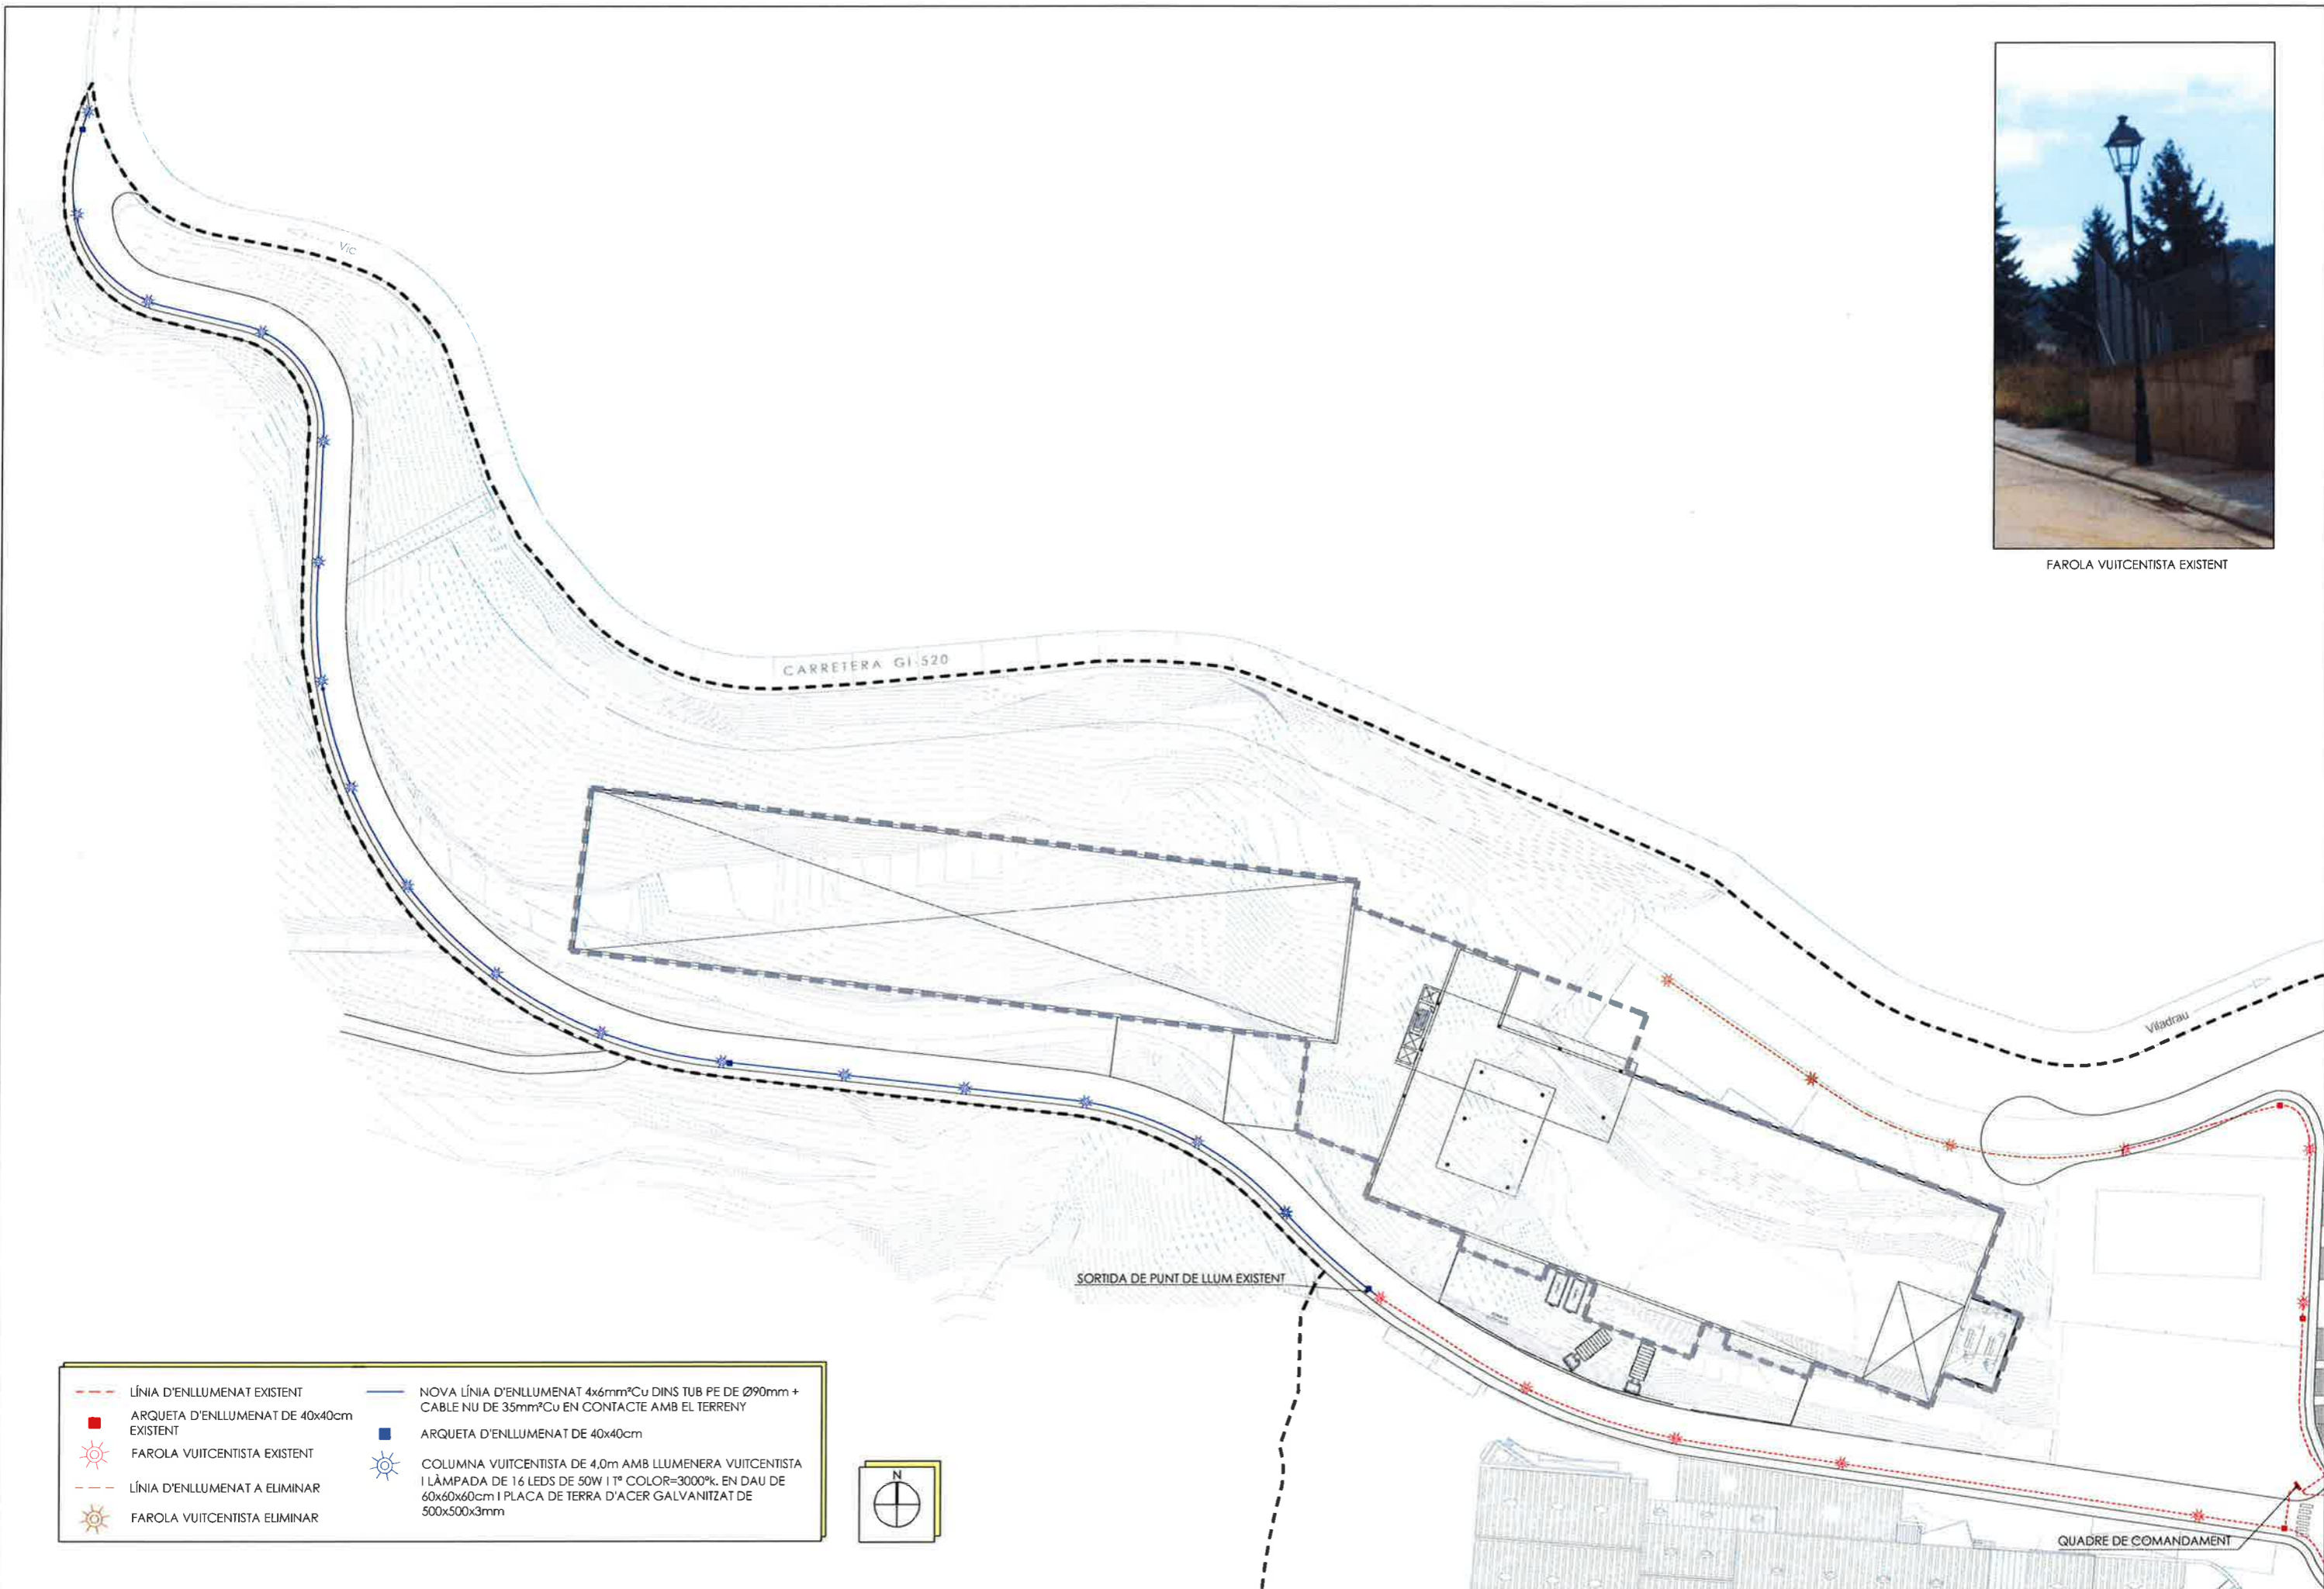 Vic
FAROLA VUITCENTISTA EXISTENT
CARRETERA GI-520
Viladrau
SORTIDA DE PUNT DE LLUM EXISTENT
QUADRE DE COMANDAMENT
LÍNIA D'ENLLUMENAT EXISTENT
ARQUETA D'ENLLUMENAT DE 40x40cm
EXISTENT
FAROLA VUITCENTISTA EXISTENT
LÍNIA D'ENLLUMENAT A ELIMINAR
FAROLA VUITCENTISTA ELIMINAR
NOVA LÍNIA D'ENLLUMENAT 4x6mm²Cu DINS TUB PE DE Ø90mm +
CABLE NU DE 35mm²Cu EN CONTACTE AMB EL TERRENY
ARQUETA D'ENLLUMENAT DE 40x40cm
COLUMNA VUITCENTISTA DE 4,0m AMB LLUMENERA VUITCENTISTA
I LÀMPADA DE 16 LEDS DE 50W I Tª COLOR=3000ºk. EN DAU DE
60x60x60cm I PLACA DE TERRA D'ACER GALVANITZAT DE
500x500x3mm
N